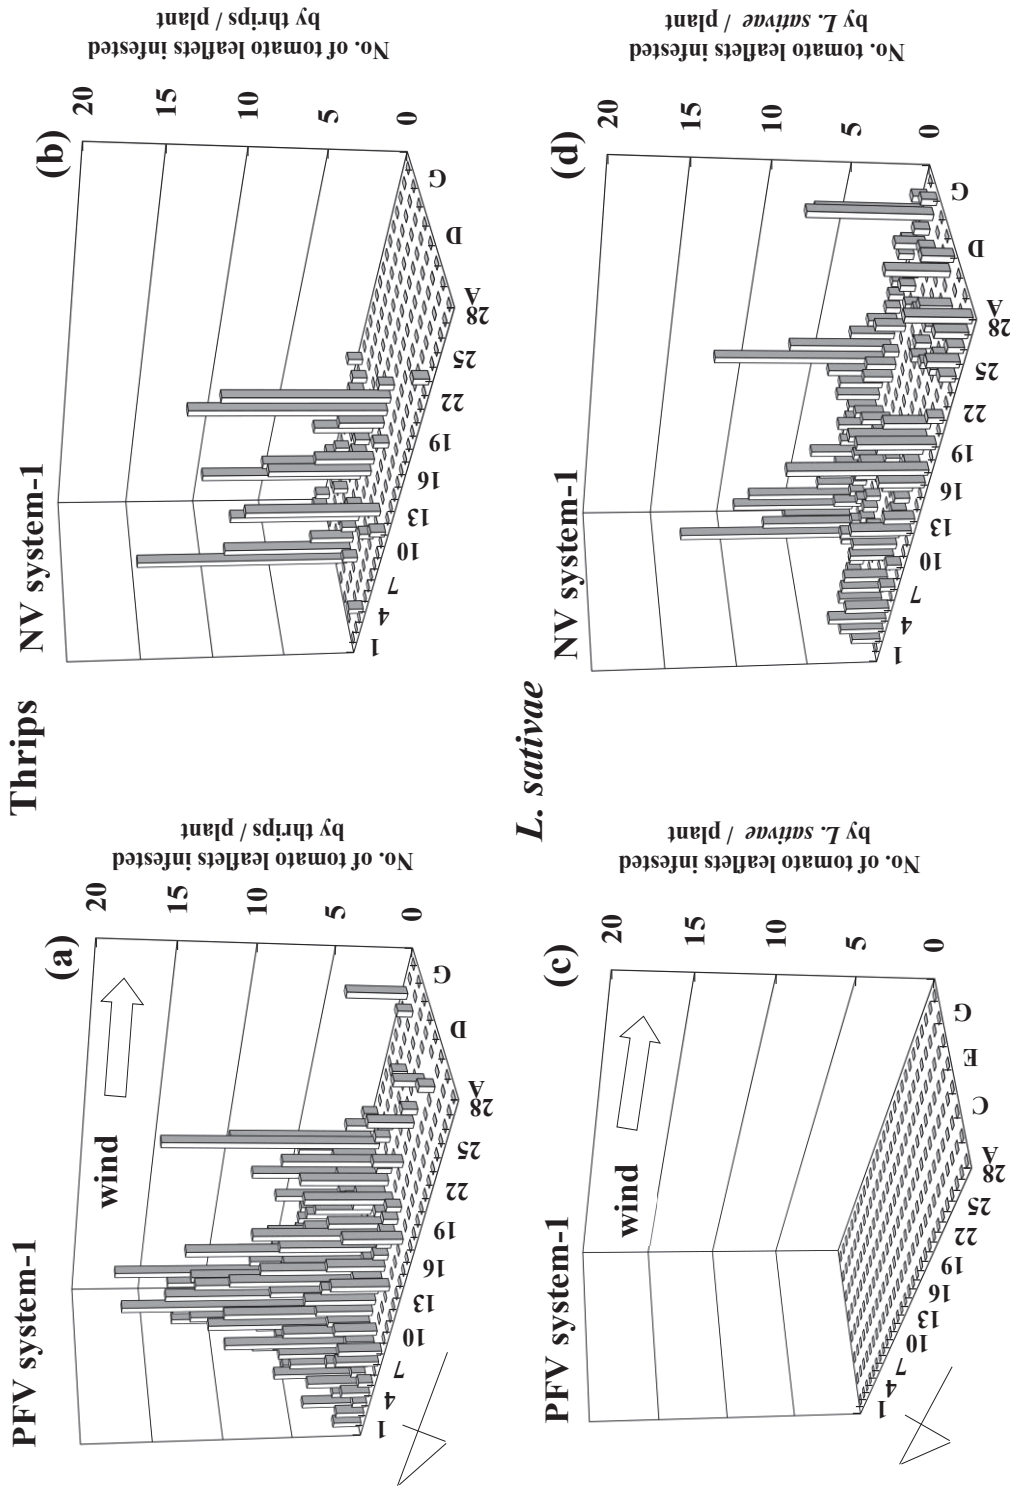 Thrips
PFV system-1
(a)
wind
20
15
10
5
0
No. of tomato leaflets infested
by thrips / plant
1
4
7
10
13
16
19
22
25
28
A
D
G
NV system-1
(b)
20
15
10
5
0
No. of tomato leaflets infested
by thrips / plant
1
4
7
10
13
16
19
22
25
28
A
D
G
L. sativae
PFV system-1
(c)
wind
20
15
10
5
0
No. of tomato leaflets infested
by L. sativae / plant
1
4
7
10
13
16
19
22
25
28
A
C
E
G
NV system-1
(d)
20
15
10
5
0
No. tomato leaflets infested
by L. sativae / plant
1
4
7
10
13
16
19
22
25
28
A
D
G